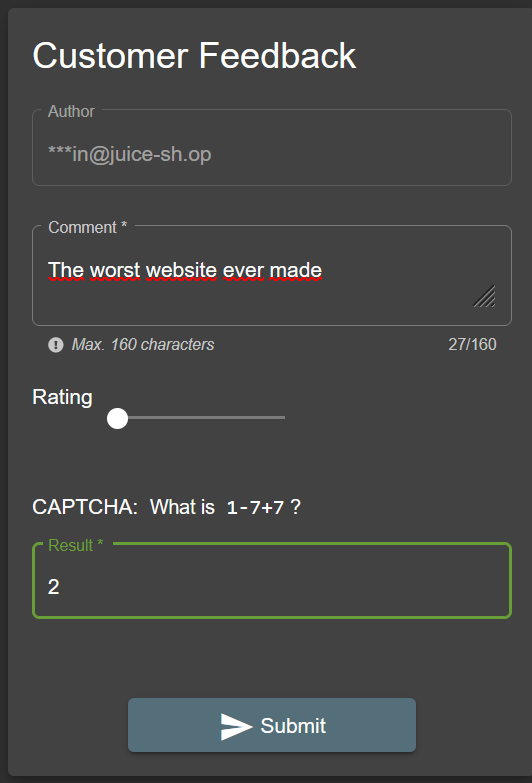 Customer Feedback
Author
***in@juice-sh.op
Comment *
The worst website ever made
Max. 160 characters 27/160
Rating
CAPTCHA: What is 1-7+7 ?
Result *
2
Submit